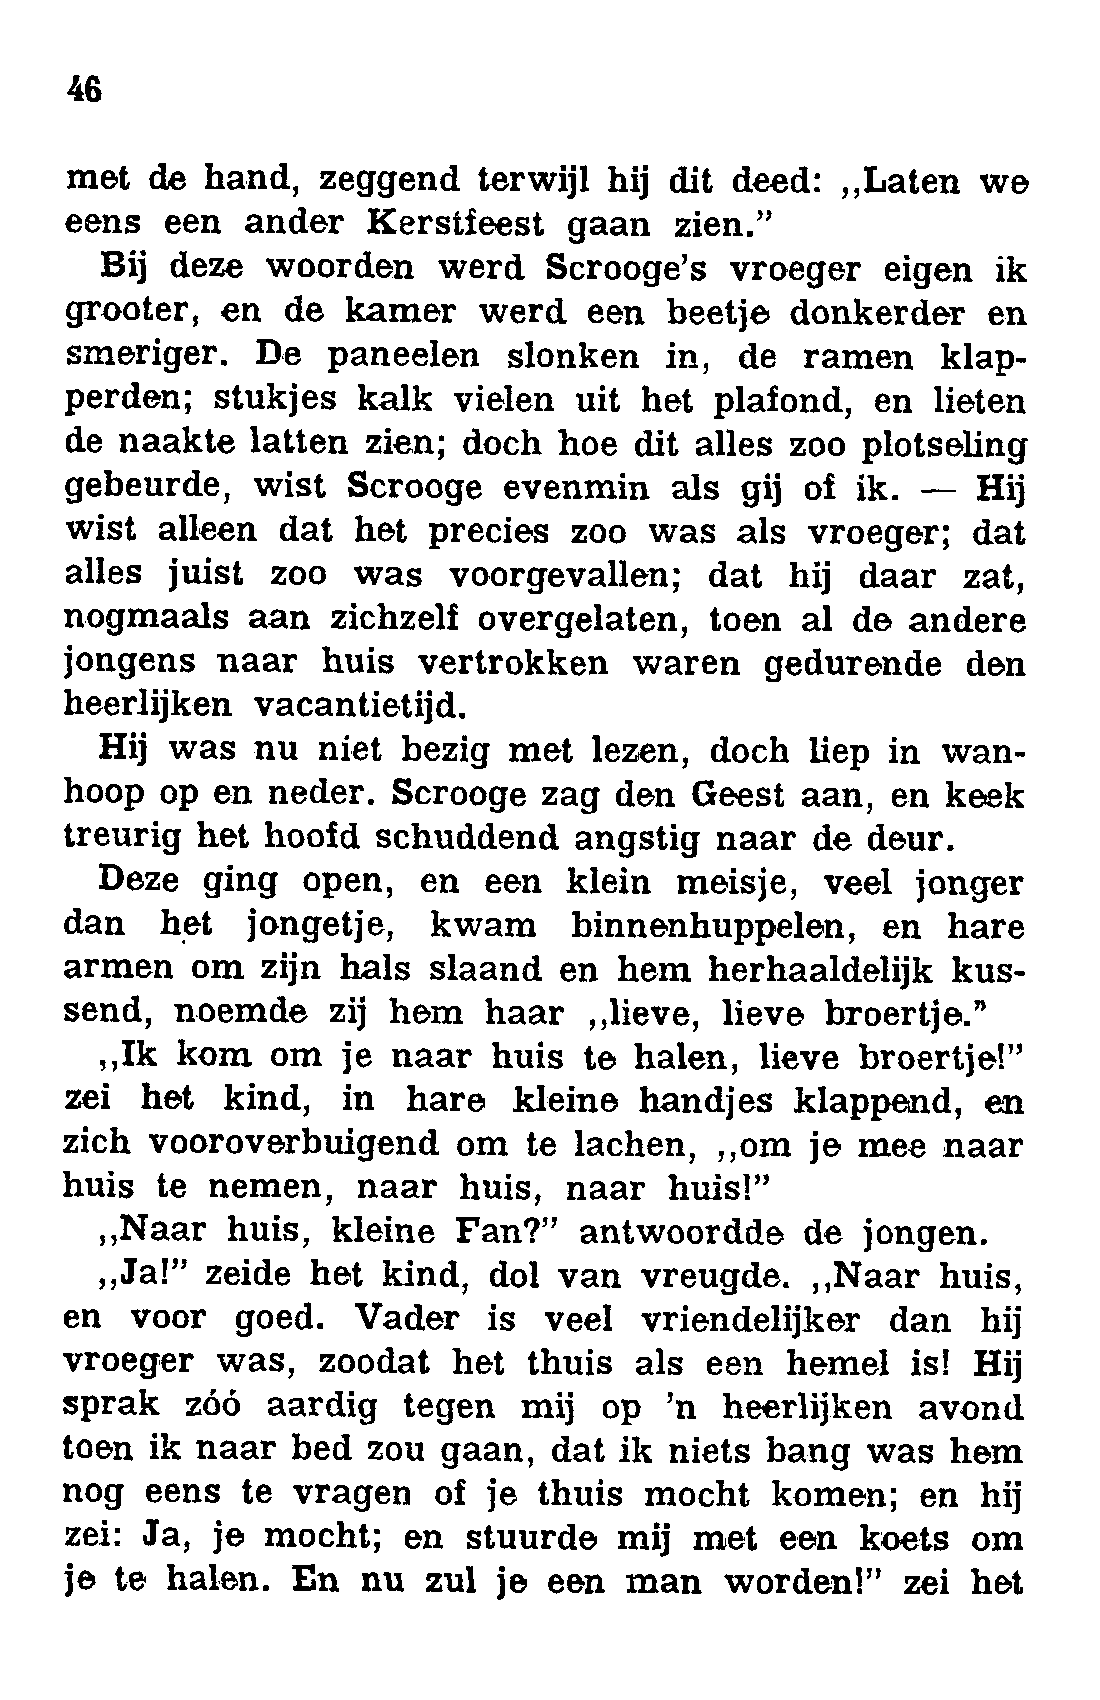 46
met de hand, zeggend terwijl hij dit deed: ,,Laten we
eens een ander Kerstfeest gaan zien.”
Bij deze woorden werd Scrooge’s vroeger eigen ik
grooter, en de kamer werd een beetje donkerder en
smeriger. De paneelen slonken in, de ramen klap-
perden; stukjes kalk vielen uit het plafond, en lieten
de naakte latten zien; doch hoe dit alles zoo plotseling
gebeurde, wist Scrooge evenmin als gij of ik. — Hij
wist alleen dat het precies zoo was als vroeger; dat
alles juist zoo was voorgevallen; dat hij daar zat,
nogmaals aan zichzelf overgelaten, toen al de andere
jongens naar huis vertrokken waren gedurende den
heerlijken vacantietijd.
Hij was nu niet bezig met lezen, doch liep in wan-
hoop op en neder. Scrooge zag den Geest aan, en keek
treurig het hoofd schuddend angstig naar de deur.
Deze ging open, en een klein meisje, veel jonger
dan het jongetje, kwam binnenhuppelen, en hare
armen om zijn hals slaand en hem herhaaldelijk kus-
send, noemde zij hem haar ,,lieve, lieve broertje.”
,,Ik kom om je naar huis te halen, lieve broertje!”
zei het kind, in hare kleine handjes klappend, en
zich vooroverbuigend om te lachen, ,,om je mee naar
huis te nemen, naar huis, naar huis!”
,,Naar huis, kleine Fan?” antwoordde de jongen.
,,Ja!” zeide het kind, dol van vreugde. ,,Naar huis,
en voor goed. Vader is veel vriendelijker dan hij
vroeger was, zoodat het thuis als een hemel is! Hij
sprak zóó aardig tegen mij op ’n heerlijken avond
toen ik naar bed zou gaan, dat ik niets bang was hem
nog eens te vragen of je thuis mocht komen; en hij
zei: Ja, je mocht; en stuurde mij met een koets om
je te halen. En nu zul je een man worden!” zei het